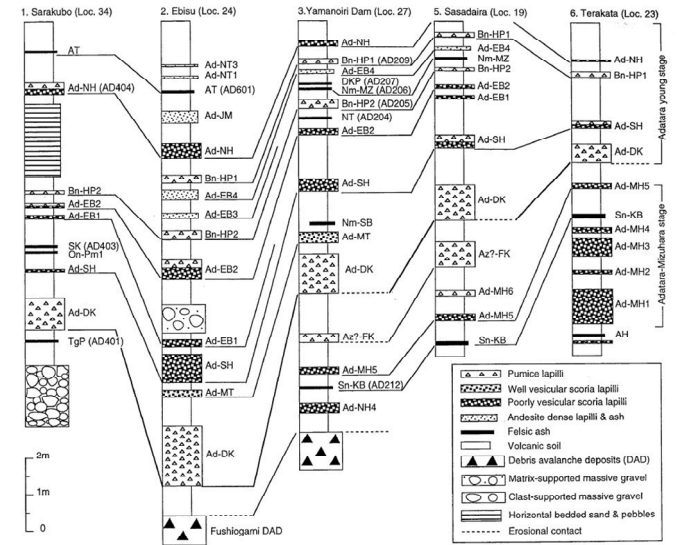 1. Sarakubo (Loc. 34)
AT
Ad-NH (AD404)
Bn-HP2
Ad-EB2
Ad-EB1
SK (AD403)
On-Pm1
Ad-SH
Ad-DK
TgP (AD401)
2m
1m
0
2. Ebisu (Loc. 24)
Ad-NT3
Ad-NT1
AT (AD601)
Ad-JM
Ad-NH
Bn-HP1
Ad-EB4
Ad-EB3
Bn-HP2
Ad-EB2
Ad-EB1
Ad-SH
Ad-MT
Ad-DK
Fushiogami DAD
3.Yamanoiri Dam (Loc. 27)
Ad-NH
Bn-HP1 (AD209)
Ad-EB4
DKP (AD207)
Nm-MZ (AD206)
Bn-HP2 (AD205)
NT (AD204)
Ad-EB2
Ad-SH
Nm-SB
Ad-MT
Ad-DK
Az?-FK
Ad-MH5
Sn-KB (AD212)
Ad-NH4
5. Sasadaira (Loc. 19)
Bn-HP1
Ad-EB4
Nm-MZ
Bn-HP2
Ad-EB2
Ad-EB1
Ad-SH
Ad-DK
Az?-FK
Ad-MH6
Ad-MH5
Sn-KB
6. Terakata (Loc. 23)
Ad-NH
Bn-HP1
Ad-SH
Ad-DK
Ad-MH5
Sn-KB
Ad-MH4
Ad-MH3
Ad-MH2
Ad-MH1
AH
Adatara young stage
Adatara-Mizuhara stage
Pumice lapilli
Well vesicular scoria lapilli
Poorly vesicular scoria lapilli
Andesite dense lapilli & ash
Felsic ash
Volcanic soil
Debris avalanche deposits (DAD)
Matrix-supported massive gravel
Clast-supported massive gravel
Horizontal bedded sand & pebbles
Erosional contact